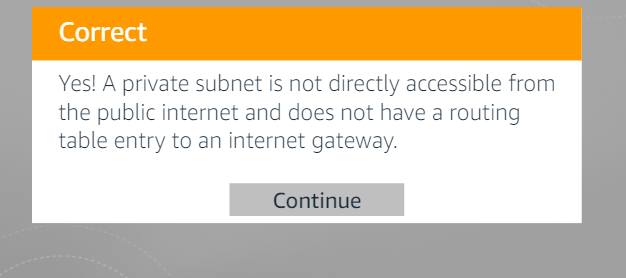 Correct
Yes! A private subnet is not directly accessible from
the public internet and does not have a routing
table entry to an internet gateway.
Continue